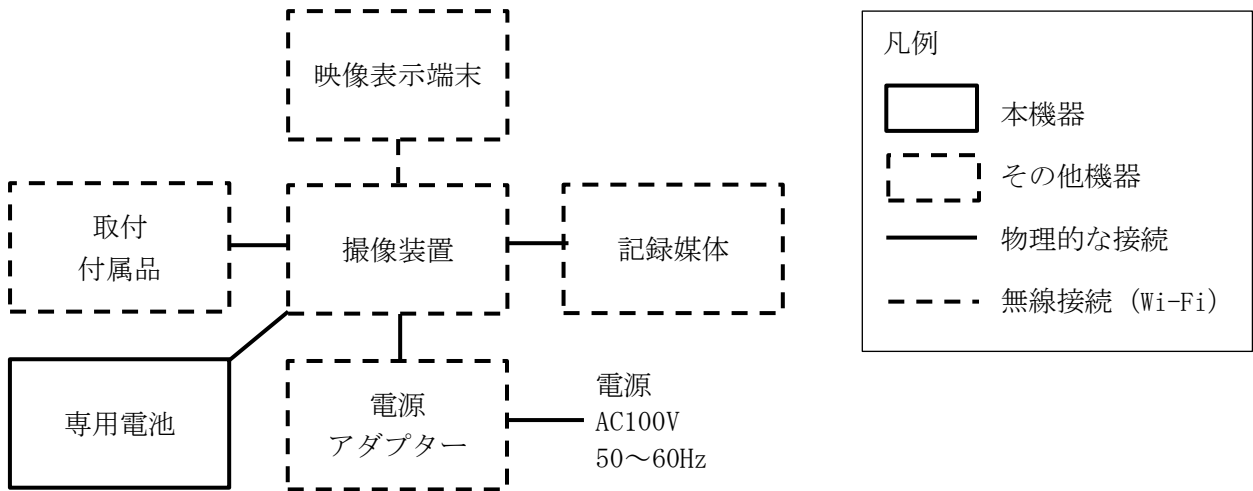 映像表示端末
取付
付属品
撮像装置
記録媒体
専用電池
電源
アダプター
電源
AC100V
50～60Hz
凡例
本機器
その他機器
物理的な接続
無線接続 (Wi-Fi)